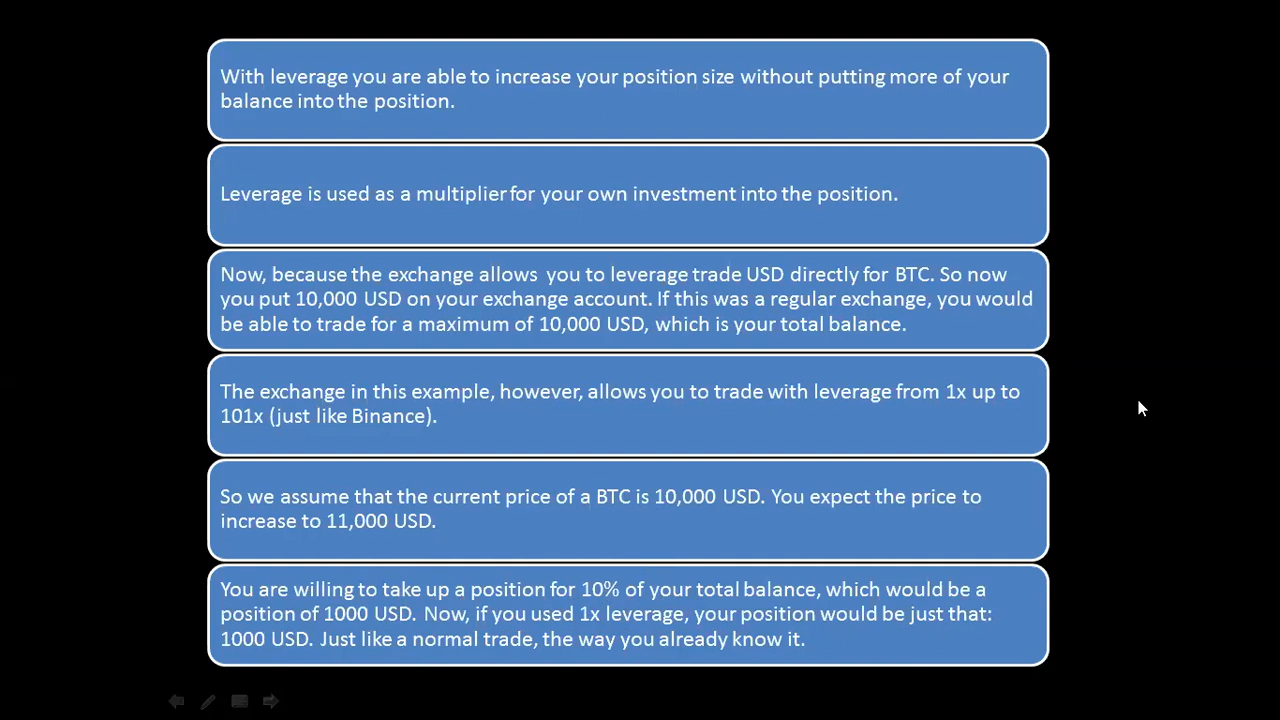 With leverage you are able to increase your position size without putting more of your
balance into the position.
Leverage is used as a multiplier for your own investment into the position.
Now, because the exchange allows you to leverage trade USD directly for BTC. So now
you put 10,000 USD on your exchange account. If this was a regular exchange, you would
be able to trade for a maximum of 10,000 USD, which is your total balance.
The exchange in this example, however, allows you to trade with leverage from 1x up to
101x (just like Binance).
So we assume that the current price of a BTC is 10,000 USD. You expect the price to
increase to 11,000 USD.
You are willing to take up a position for 10% of your total balance, which would be a
position of 1000 USD. Now, if you used 1x leverage, your position would be just that:
1000 USD. Just like a normal trade, the way you already know it.